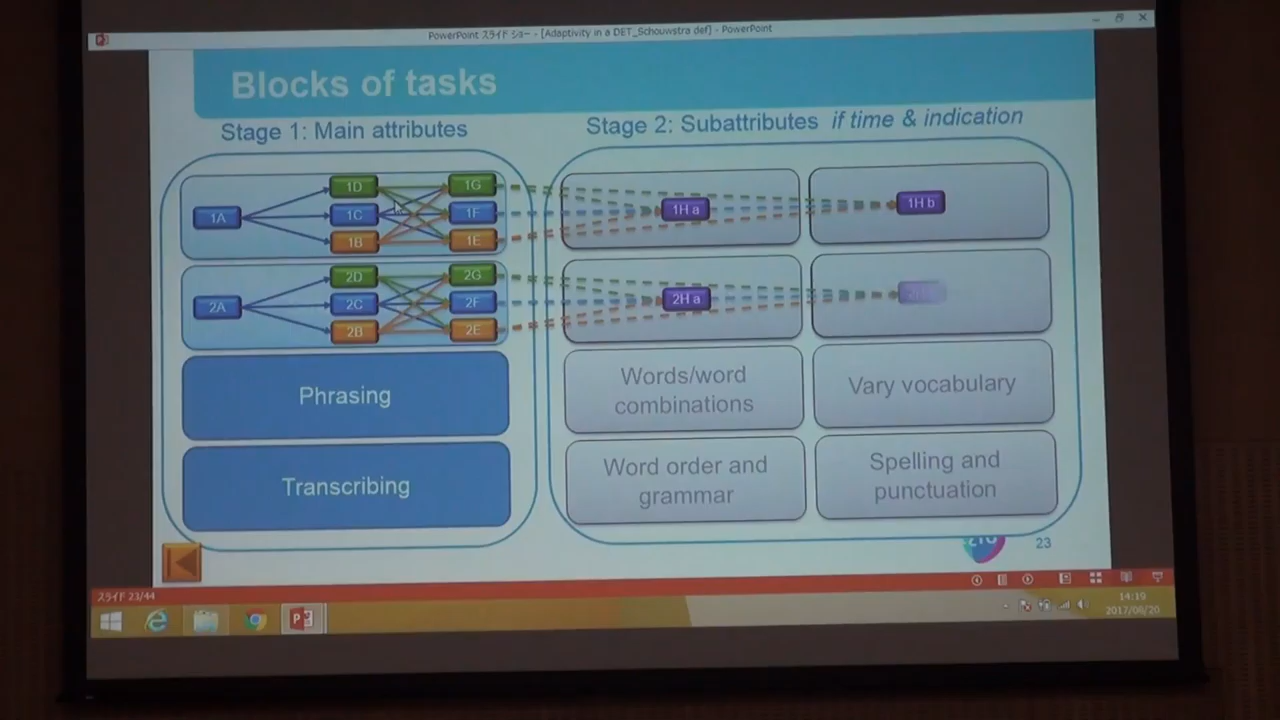 PowerPoint スライド ショー - [Adaptivity in a DET_Schouwstra def] - PowerPoint
Blocks of tasks
Stage 1: Main attributes
Stage 2: Subattributes if time & indication
1A
1D
1C
1B
1G
1F
1E
1H a
1H b
2A
2D
2C
2B
2G
2F
2E
2H a
Phrasing
Words/word
combinations
Vary vocabulary
Transcribing
Word order and
grammar
Spelling and
punctuation
23
スライド 23/44
14:19
2017/08/20